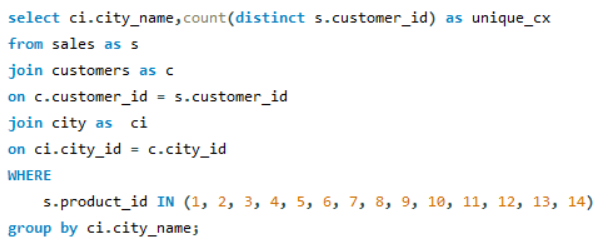 select ci.city_name,count(distinct s.customer_id) as unique_cx
from sales as s
join customers as c
on c.customer_id = s.customer_id
join city as  ci
on ci.city_id = c.city_id
WHERE
    s.product_id IN (1, 2, 3, 4, 5, 6, 7, 8, 9, 10, 11, 12, 13, 14)
group by ci.city_name;